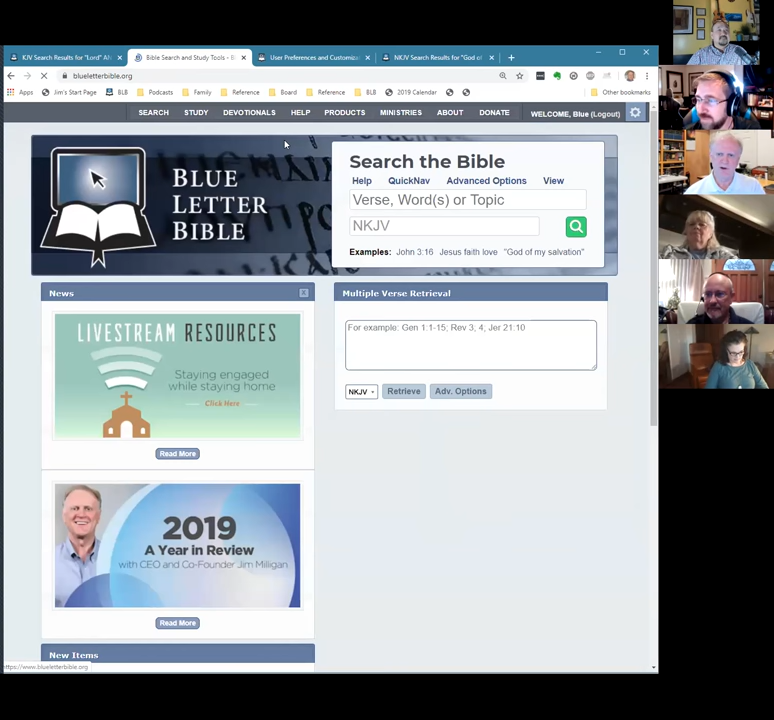 KJV Search Results for "Lord" AN
Bible Search and Study Tools - B
User Preferences and Customiza
NKJV Search Results for "God of
blueletterbible.org
Apps Jim's Start Page BLB Podcasts Family Reference Board Reference BLB 2019 Calendar Other bookmarks
SEARCH STUDY DEVOTIONALS HELP PRODUCTS MINISTRIES ABOUT DONATE WELCOME, Blue (Logout)
BLUE
LETTER
BIBLE
Search the Bible
Help QuickNav Advanced Options View
Verse, Word(s) or Topic
NKJV
Examples: John 3:16 Jesus faith love "God of my salvation"
News
LIVESTREAM RESOURCES
Staying engaged
while staying home
Click Here
Read More
2019
A Year in Review
with CEO and Co-Founder Jim Milligan
Read More
New Items
Multiple Verse Retrieval
For example: Gen 1:1-15; Rev 3, 4; Jer 21:10
NKJV Retrieve Adv. Options
https://www.blueletterbible.org